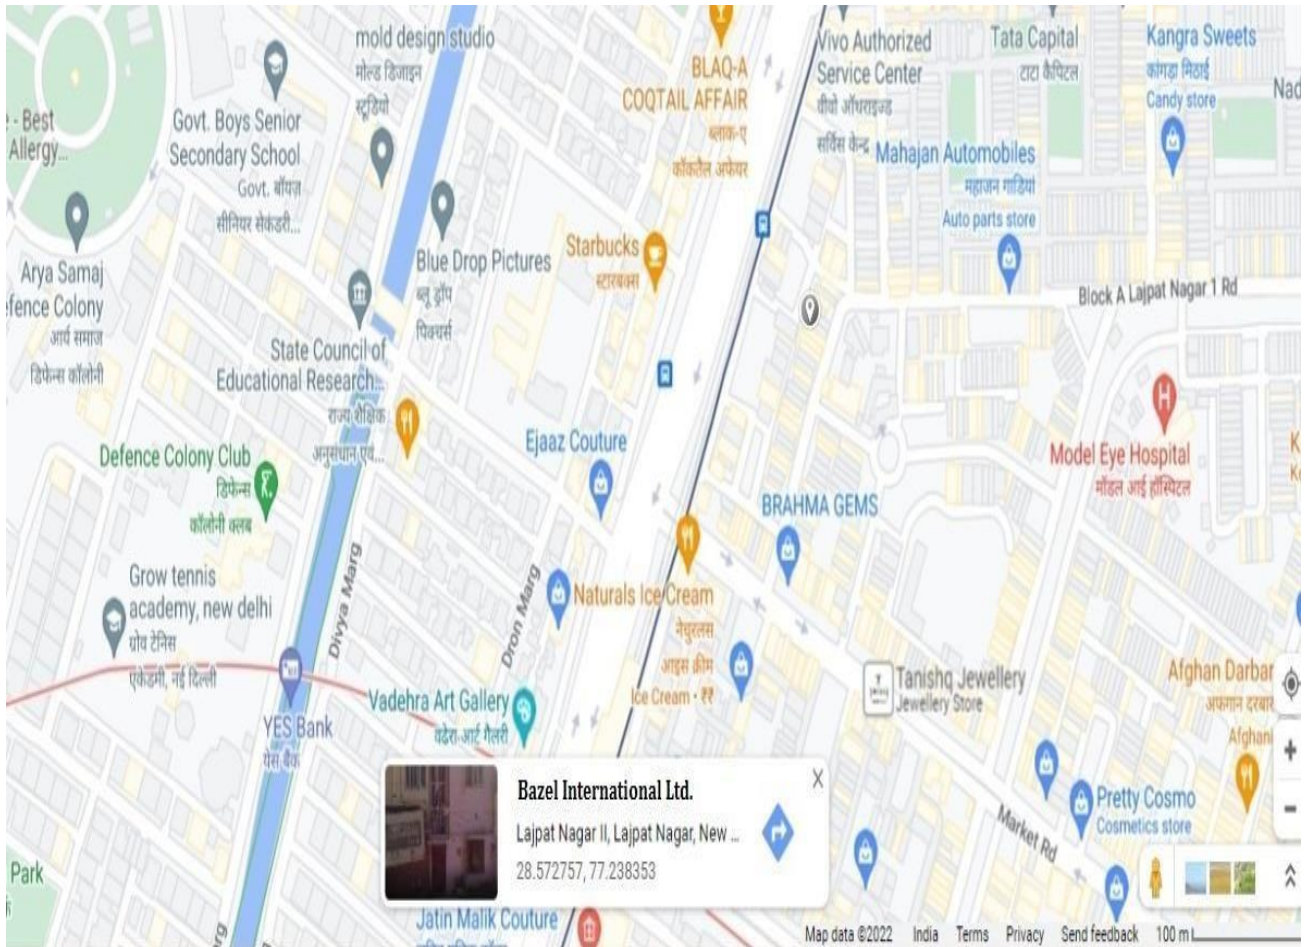 mold design studio
मोल्ड डिजाइन
स्टूडियो
BLAQ-A
COQTAIL AFFAIR
ब्लाक-ए
कॉकटैल अफेयर
Vivo Authorized
Service Center
वीवो ऑथराइज्ड
सर्विस केन्द्र
Tata Capital
टाटा कैपिटल
Kangra Sweets
कांगड़ा मिठाई
Candy store
Nad
- Best
Allergy...
Govt. Boys Senior
Secondary School
Govt. बॉयज़
सीनियर सेकेंडरी...
Mahajan Automobiles
महाजन गाडियां
Auto parts store
Arya Samaj
efence Colony
आर्य समाज
डिफेन्स कॉलोनी
Blue Drop Pictures
ब्लू ड्रॉप
पिक्चर्स
Starbucks
स्टारबक्स
Block A Lajpat Nagar 1 Rd
State Council of
Educational Research...
राज्य शैक्षिक
अनुसंधान एवं...
Defence Colony Club
डिफेन्स
कॉलोनी क्लब
Ejaaz Couture
Model Eye Hospital
मॉडल आई हॉस्पिटल
BRAHMA GEMS
Grow tennis
academy, new delhi
ग्रोव टेनिस
एकेडमी, नई दिल्ली
Divya Marg
Dron Marg
Naturals Ice Cream
नेचुरलस
आइस क्रीम
Ice Cream • ₹₹
Tanishq Jewellery
Jewellery Store
Afghan Darbar
अफगान दरबार
Afghani
YES Bank
येस बैंक
Vadehra Art Gallery
वढेरा-आर्ट गैलरी
Bazel International Ltd.
Lajpat Nagar II, Lajpat Nagar, New ...
28.572757, 77.238353
Pretty Cosmo
Cosmetics store
Market Rd
Park
Jatin Malik Couture
Map data ©2022 India Terms Privacy Send feedback 100 m